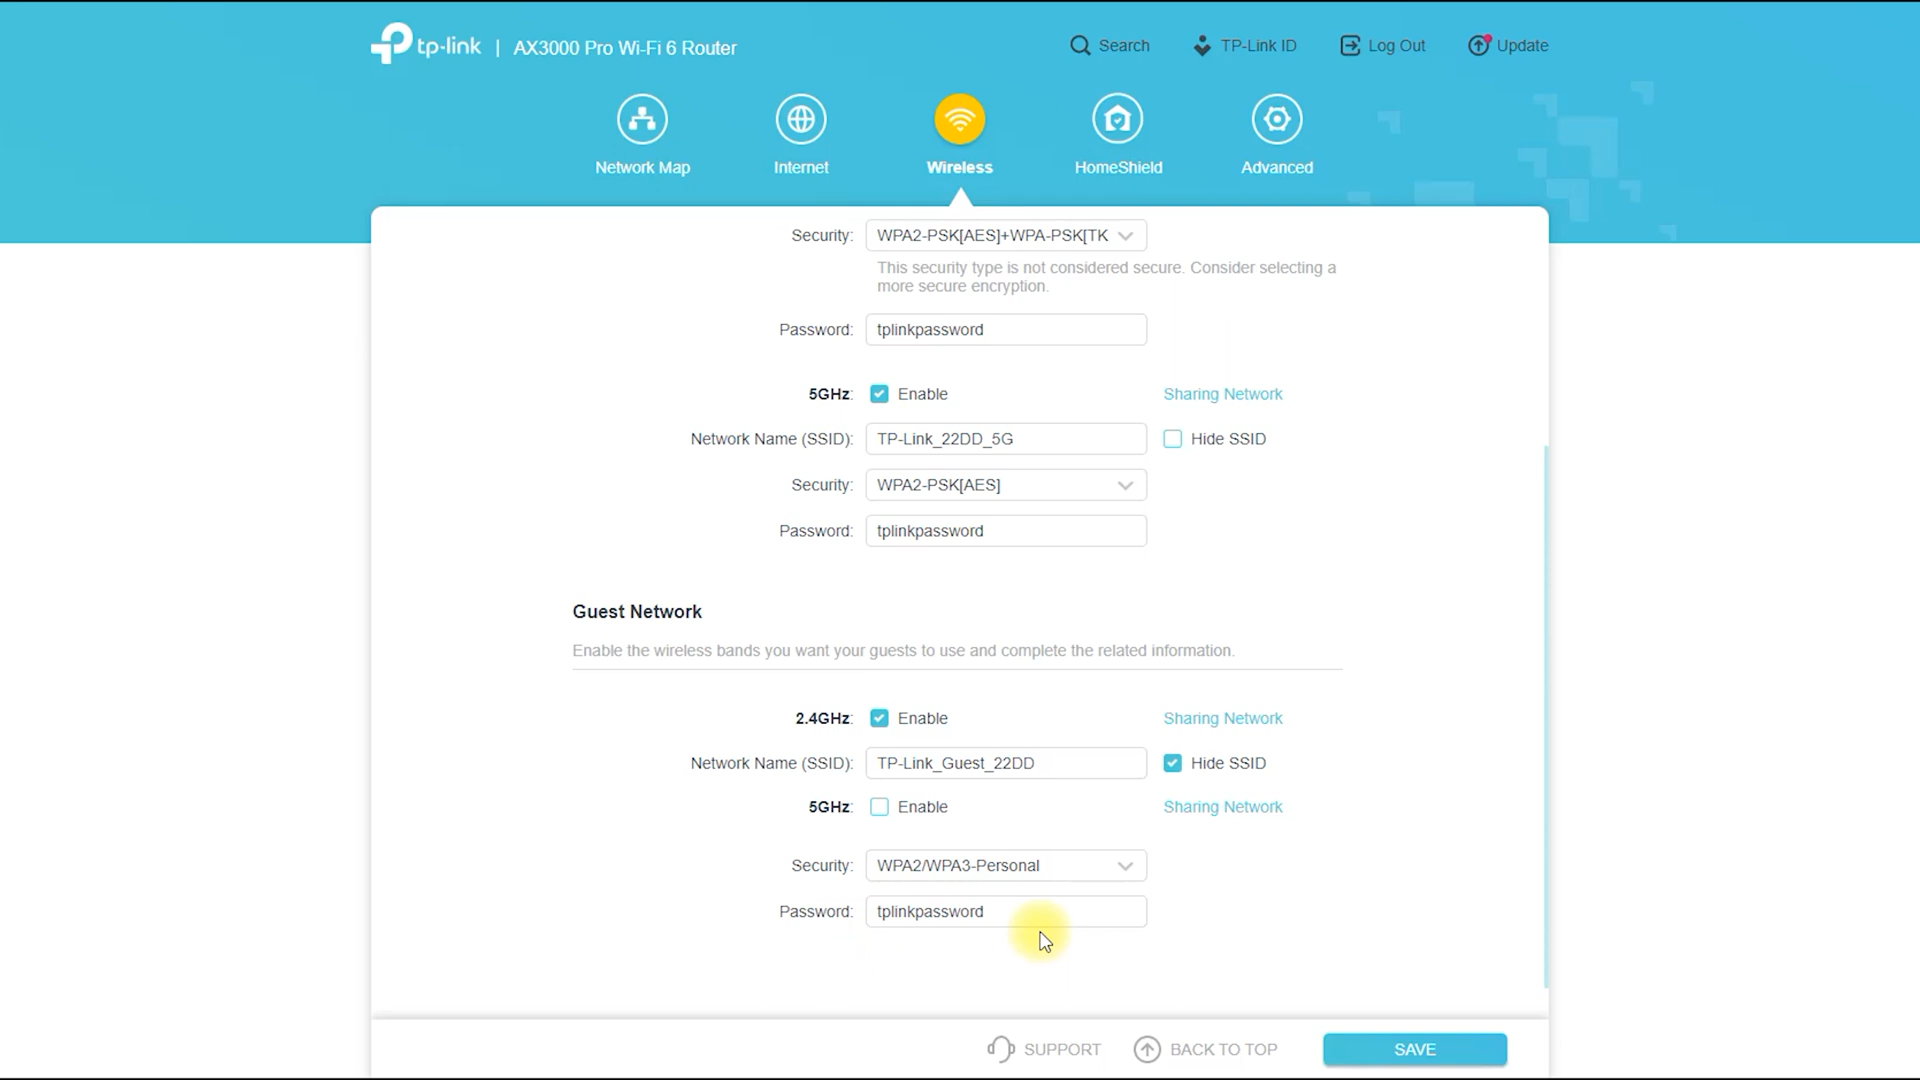 tp-link | AX3000 Pro Wi-Fi 6 Router
Search
TP-Link ID
Log Out
Update
Network Map
Internet
Wireless
HomeShield
Advanced
Security: WPA2-PSK[AES]+WPA-PSK[TK
This security type is not considered secure. Consider selecting a
more secure encryption.
Password: tplinkpassword
5GHz: Enable Sharing Network
Network Name (SSID): TP-Link_22DD_5G Hide SSID
Security: WPA2-PSK[AES]
Password: tplinkpassword
Guest Network
Enable the wireless bands you want your guests to use and complete the related information.
2.4GHz: Enable Sharing Network
Network Name (SSID): TP-Link_Guest_22DD Hide SSID
5GHz: Enable Sharing Network
Security: WPA2/WPA3-Personal
Password: tplinkpassword
SUPPORT
BACK TO TOP
SAVE